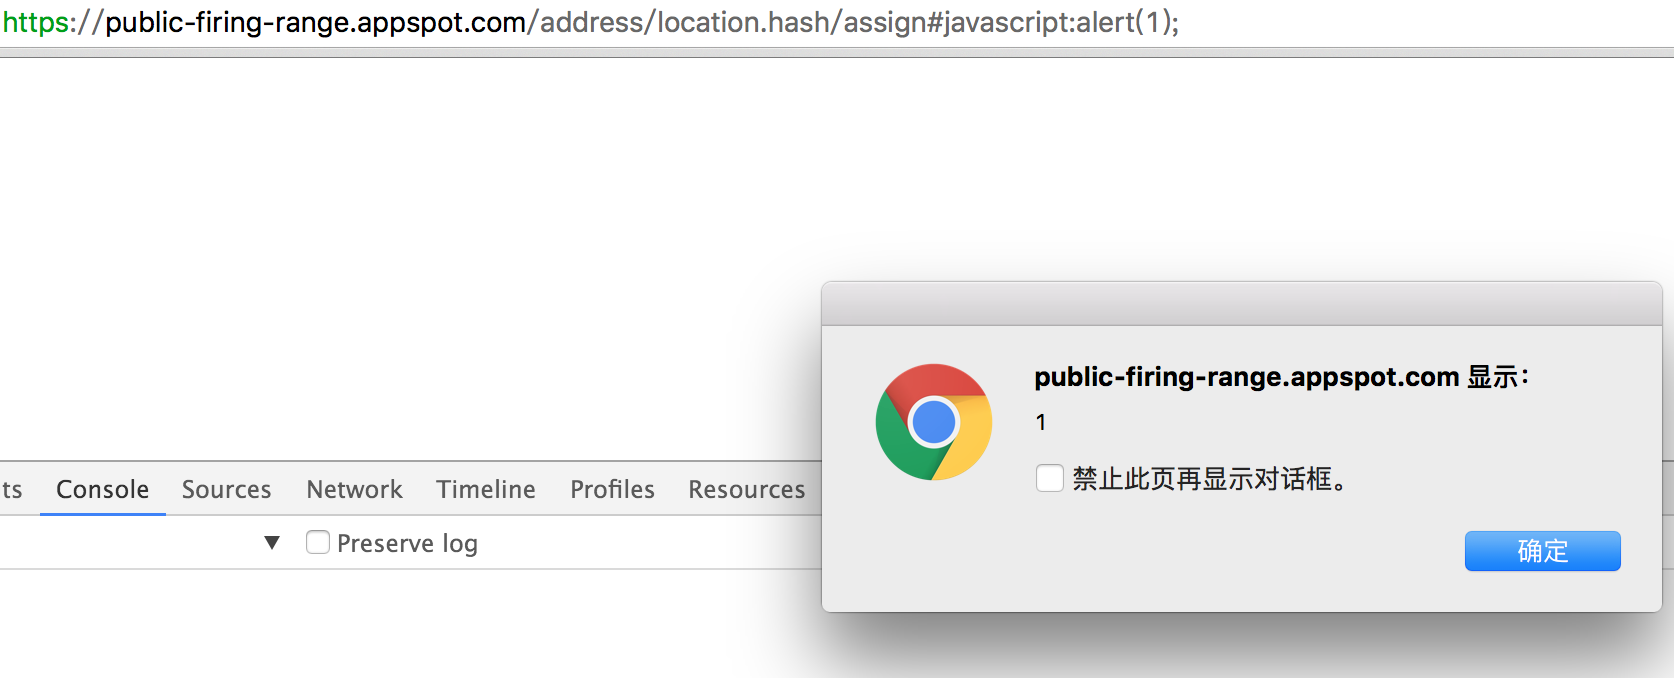 https://public-firing-range.appspot.com/address/location.hash/assign#javascript:alert(1);
public-firing-range.appspot.com 显示：
1
禁止此页再显示对话框。
确定
ts Console Sources Network Timeline Profiles Resources
▼ Preserve log